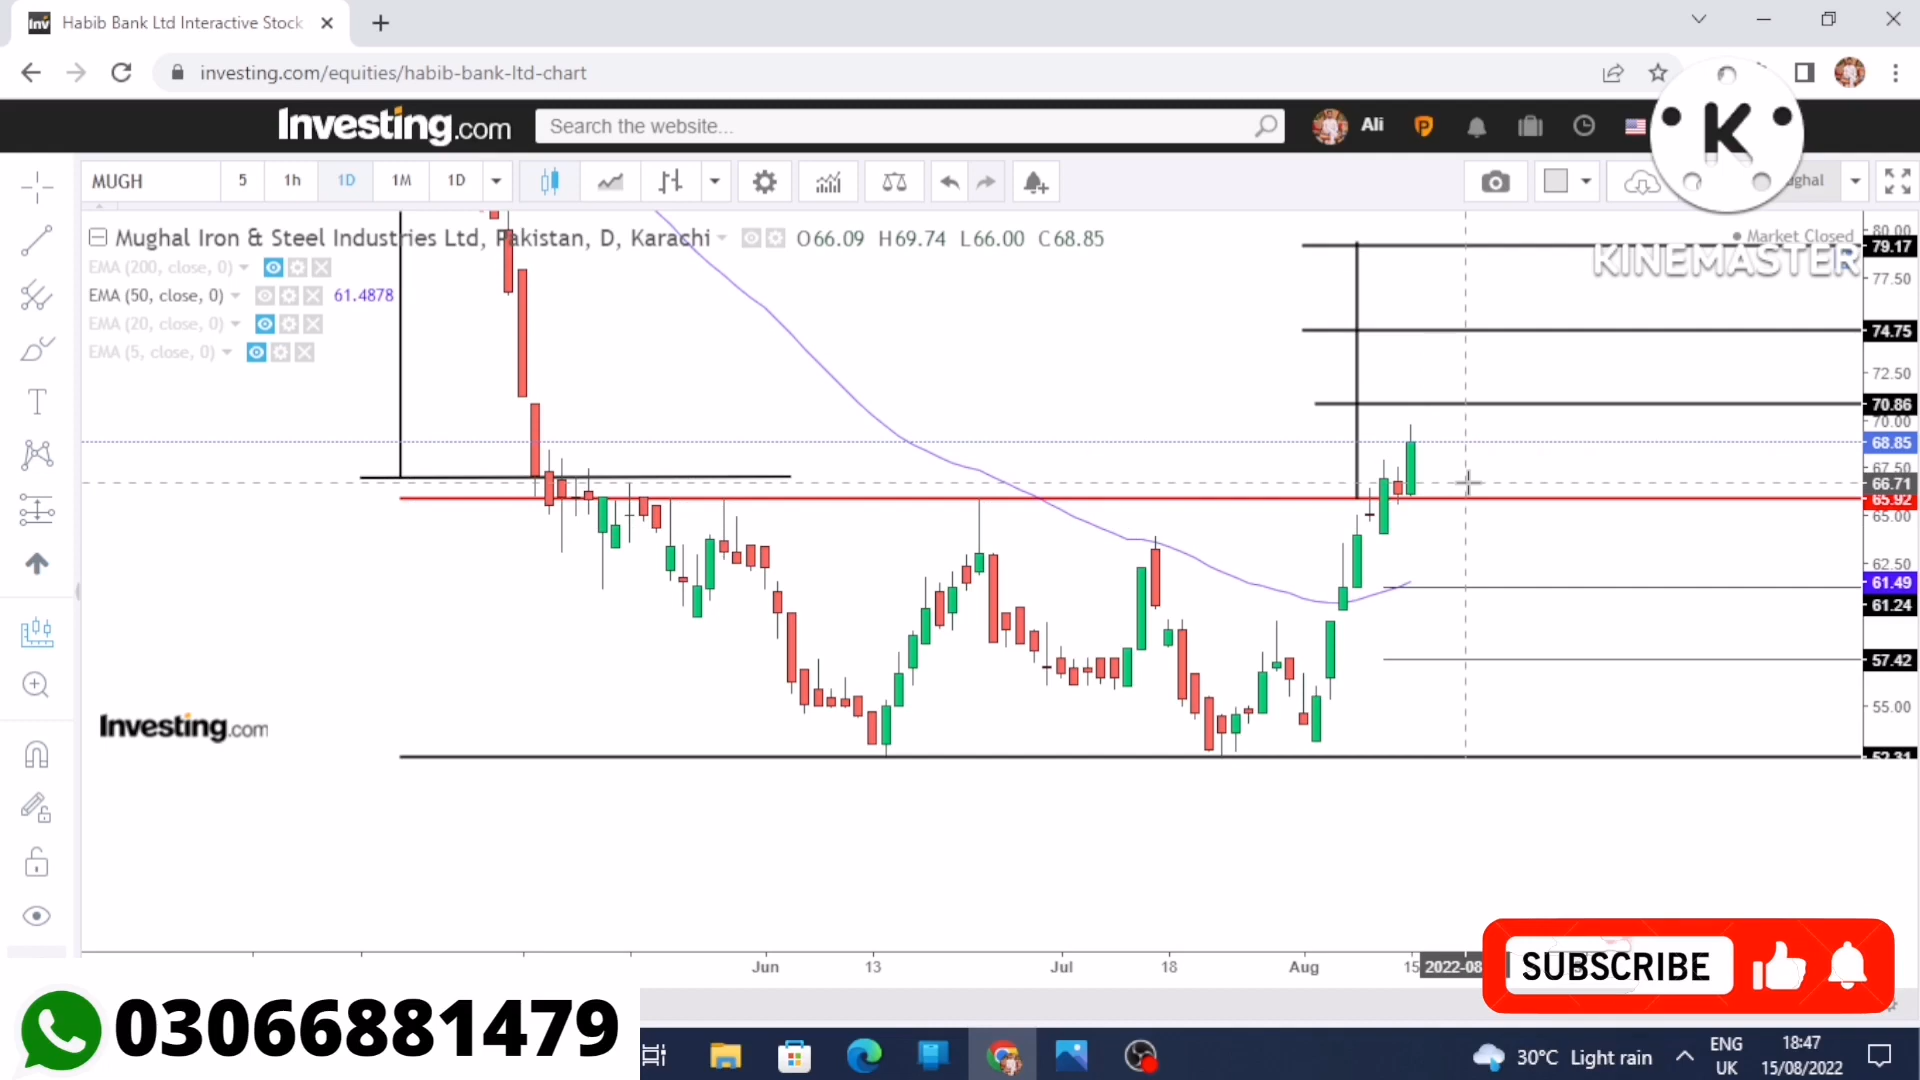 Habib Bank Ltd Interactive Stock
investing.com/equities/habib-bank-ltd-chart
Investing.com
Search the website...
Ali
K
MUGH 5 1h 1D 1M 1D
Mughal Iron & Steel Industries Ltd, Pakistan, D, Karachi O66.09 H69.74 L66.00 C68.85
Market Closed
KINEMASTER
EMA (200, close, 0)
EMA (50, close, 0) 61.4878
EMA (20, close, 0)
EMA (5, close, 0)
80.00
79.17
77.50
74.75
72.50
70.86
70.00
68.85
67.50
66.71
65.92
65.00
62.50
61.49
61.24
57.42
55.00
52.31
Investing.com
Jun 13 Jul 18 Aug 15 2022-08
SUBSCRIBE
03066881479
30°C Light rain
ENG
UK
18:47
15/08/2022